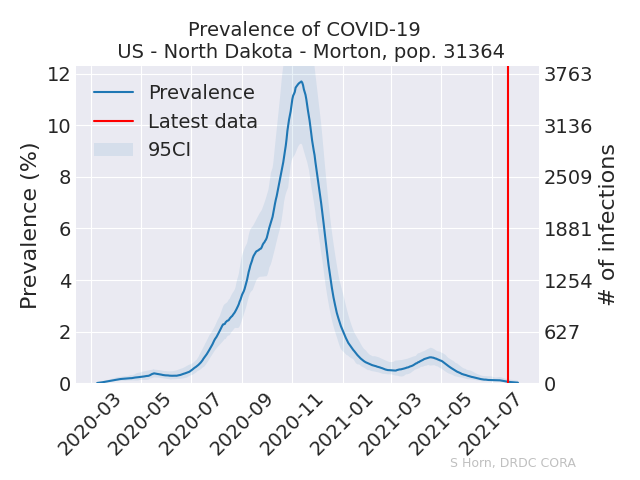 Prevalence of COVID-19
US - North Dakota - Morton, pop. 31364
Prevalence
Latest data
95CI
Prevalence (%)
12
10
8
6
4
2
0
3763
3136
2509
1881
1254
627
0
# of infections
2020-03
2020-05
2020-07
2020-09
2020-11
2021-01
2021-03
2021-05
2021-07
S Horn, DRDC CORA